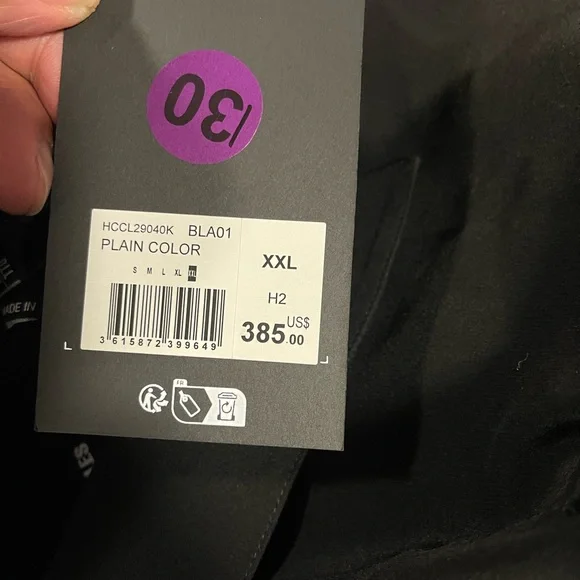 30/
HCCL29040K BLA01
PLAIN COLOR
S M L XL XXL
XXL
H2
385.00 US$
3 615872 399649
FR
MADE IN